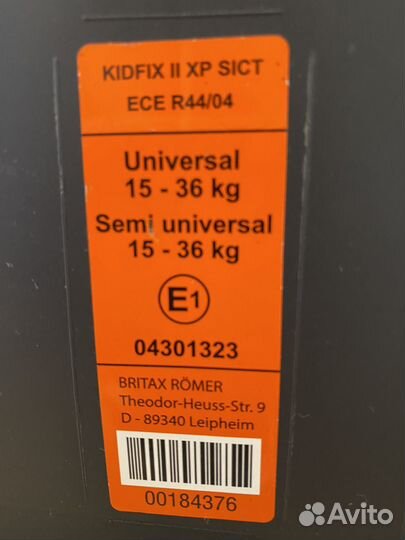 KIDFIX II XP SICT
ECE R44/04
Universal
15 - 36 kg
Semi universal
15 - 36 kg
E1
04301323
BRITAX RÖMER
Theodor-Heuss-Str. 9
D - 89340 Leipheim
00184376
Avito